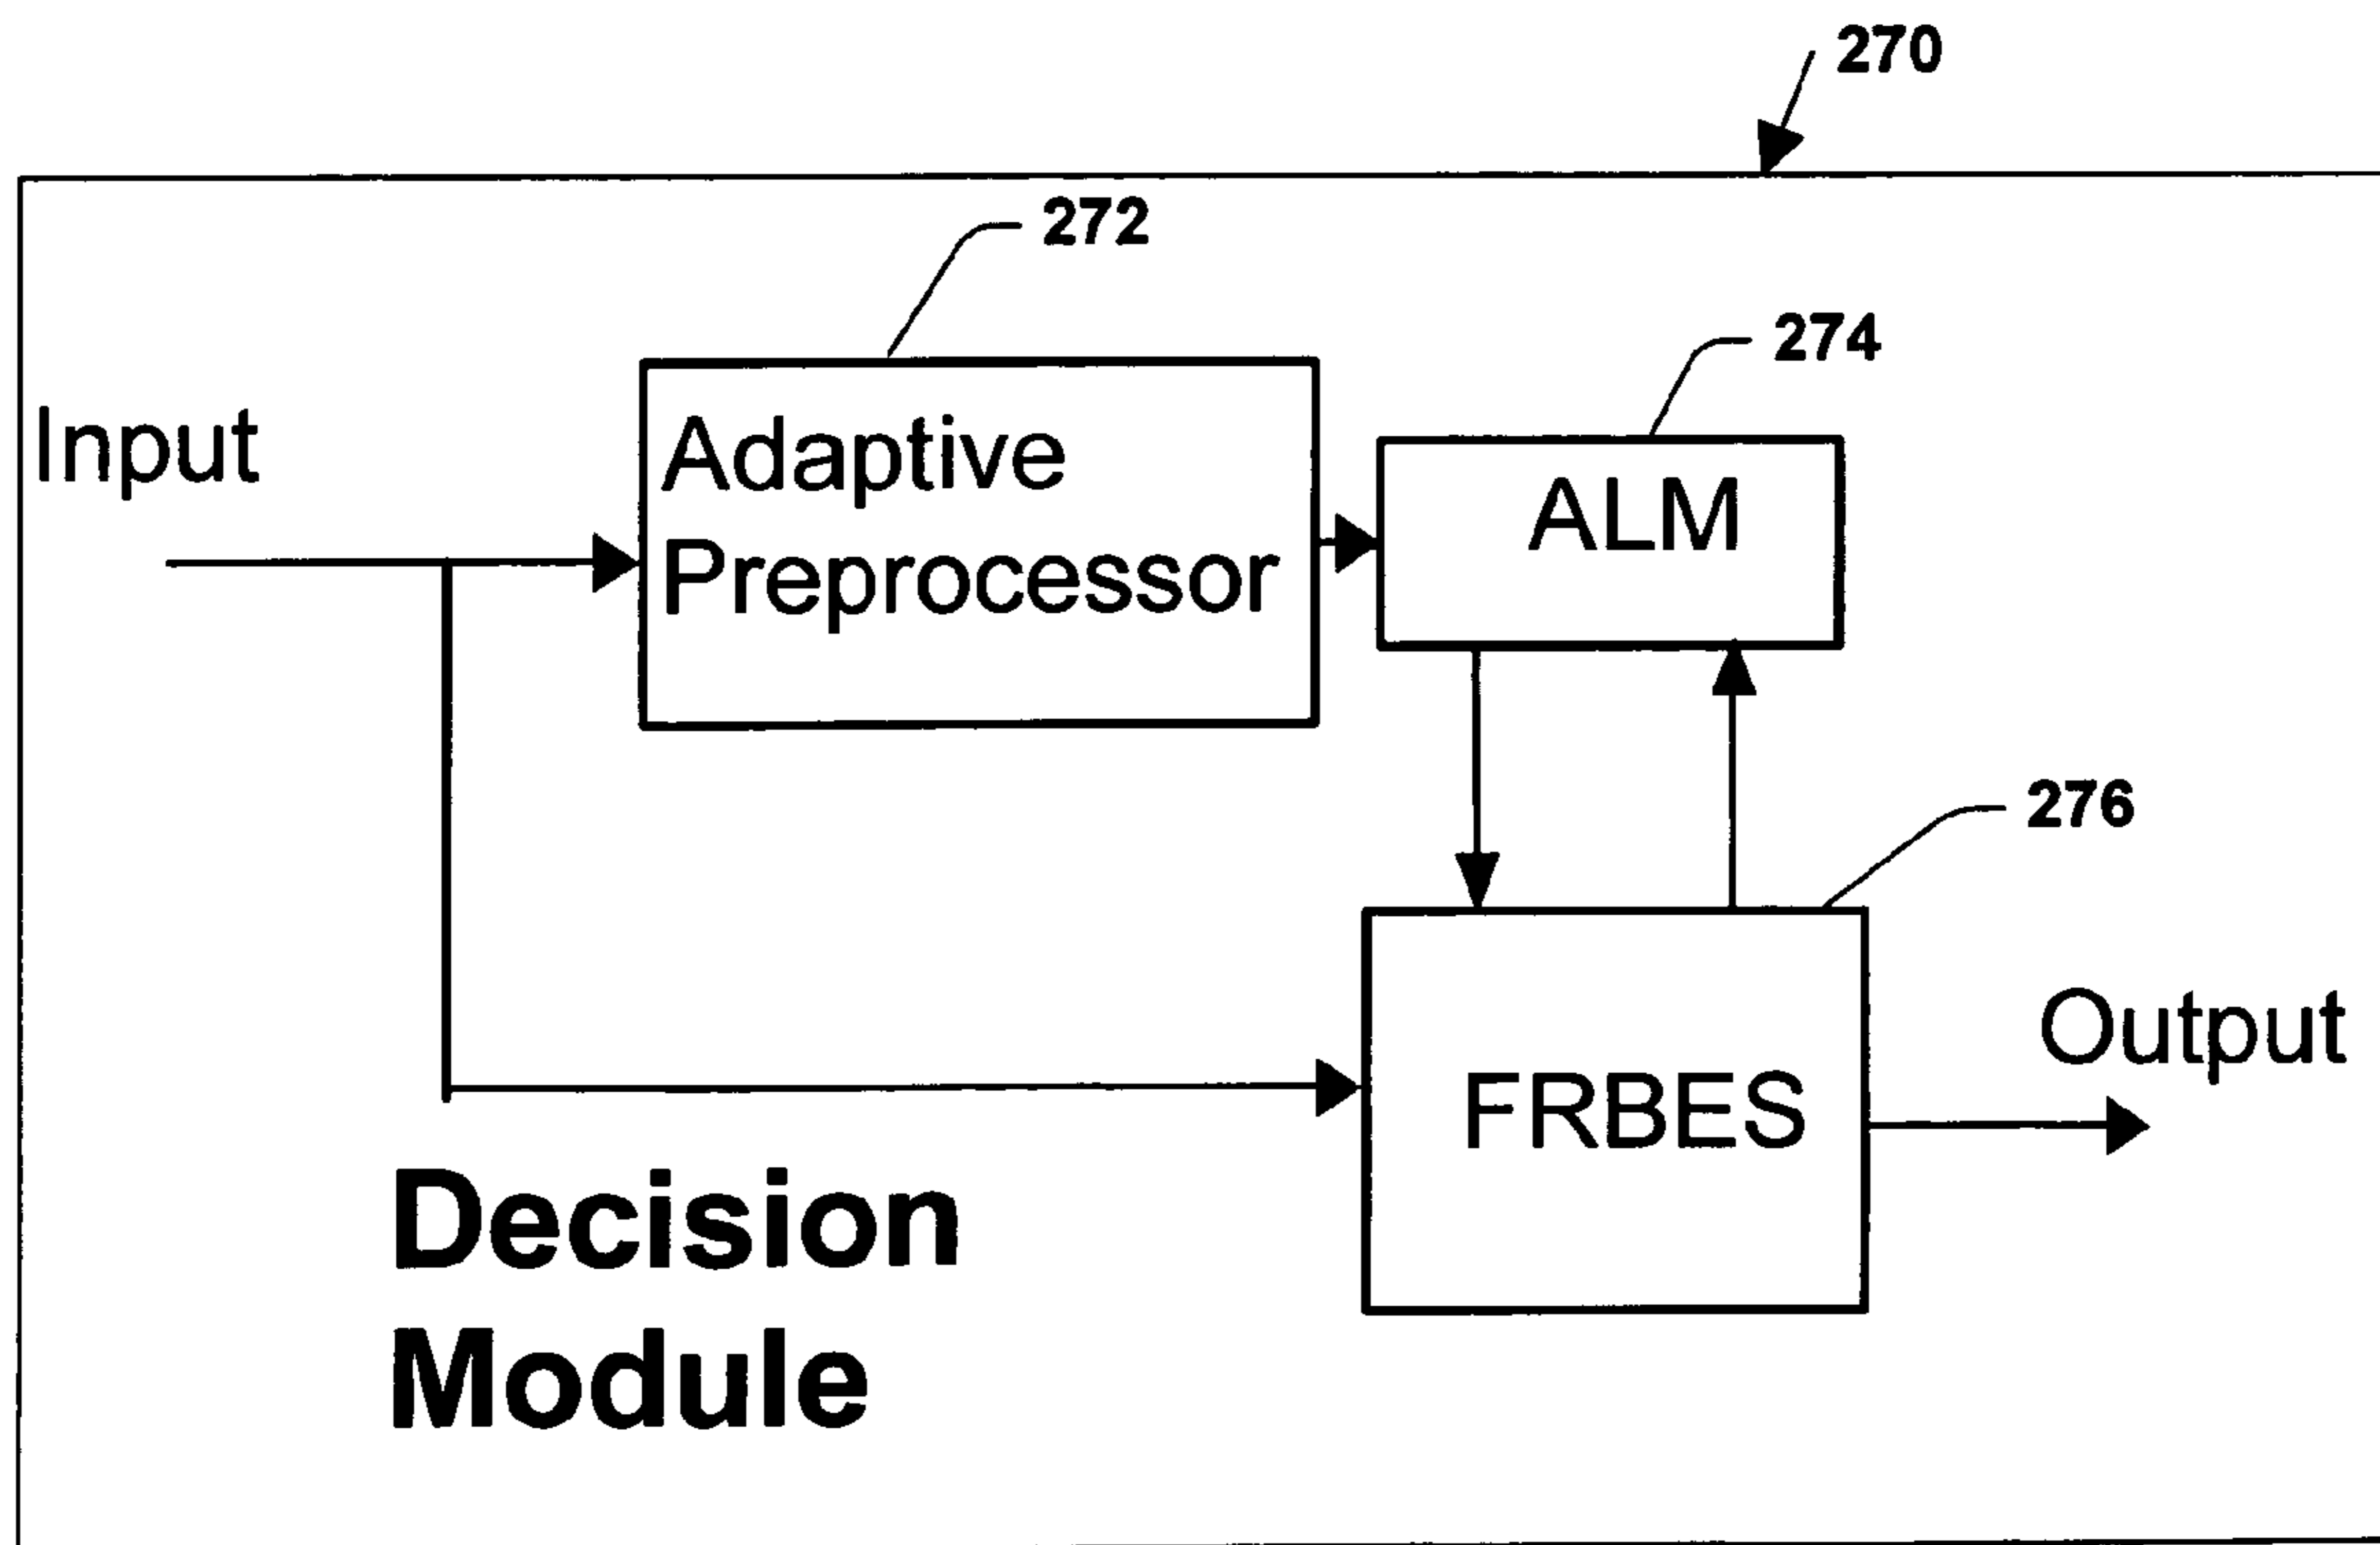 270
272
274
Input
Adaptive
Preprocessor
ALM
276
Output
FRBES
Decision
Module